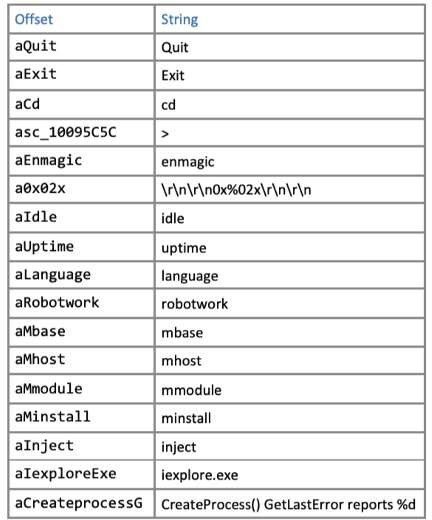 Offset String
aQuit Quit
aExit Exit
aCd cd
asc_10095C5C >
aEnmagic enmagic
a0x02x \r\n\r\n0x%02x\r\n\r\n
aIdle idle
aUptime uptime
aLanguage language
aRobotwork robotwork
aMbase mbase
aMhost mhost
aMmodule mmodule
aMinstall minstall
aInject inject
aIexploreExe iexplore.exe
aCreateprocessG CreateProcess() GetLastError reports %d